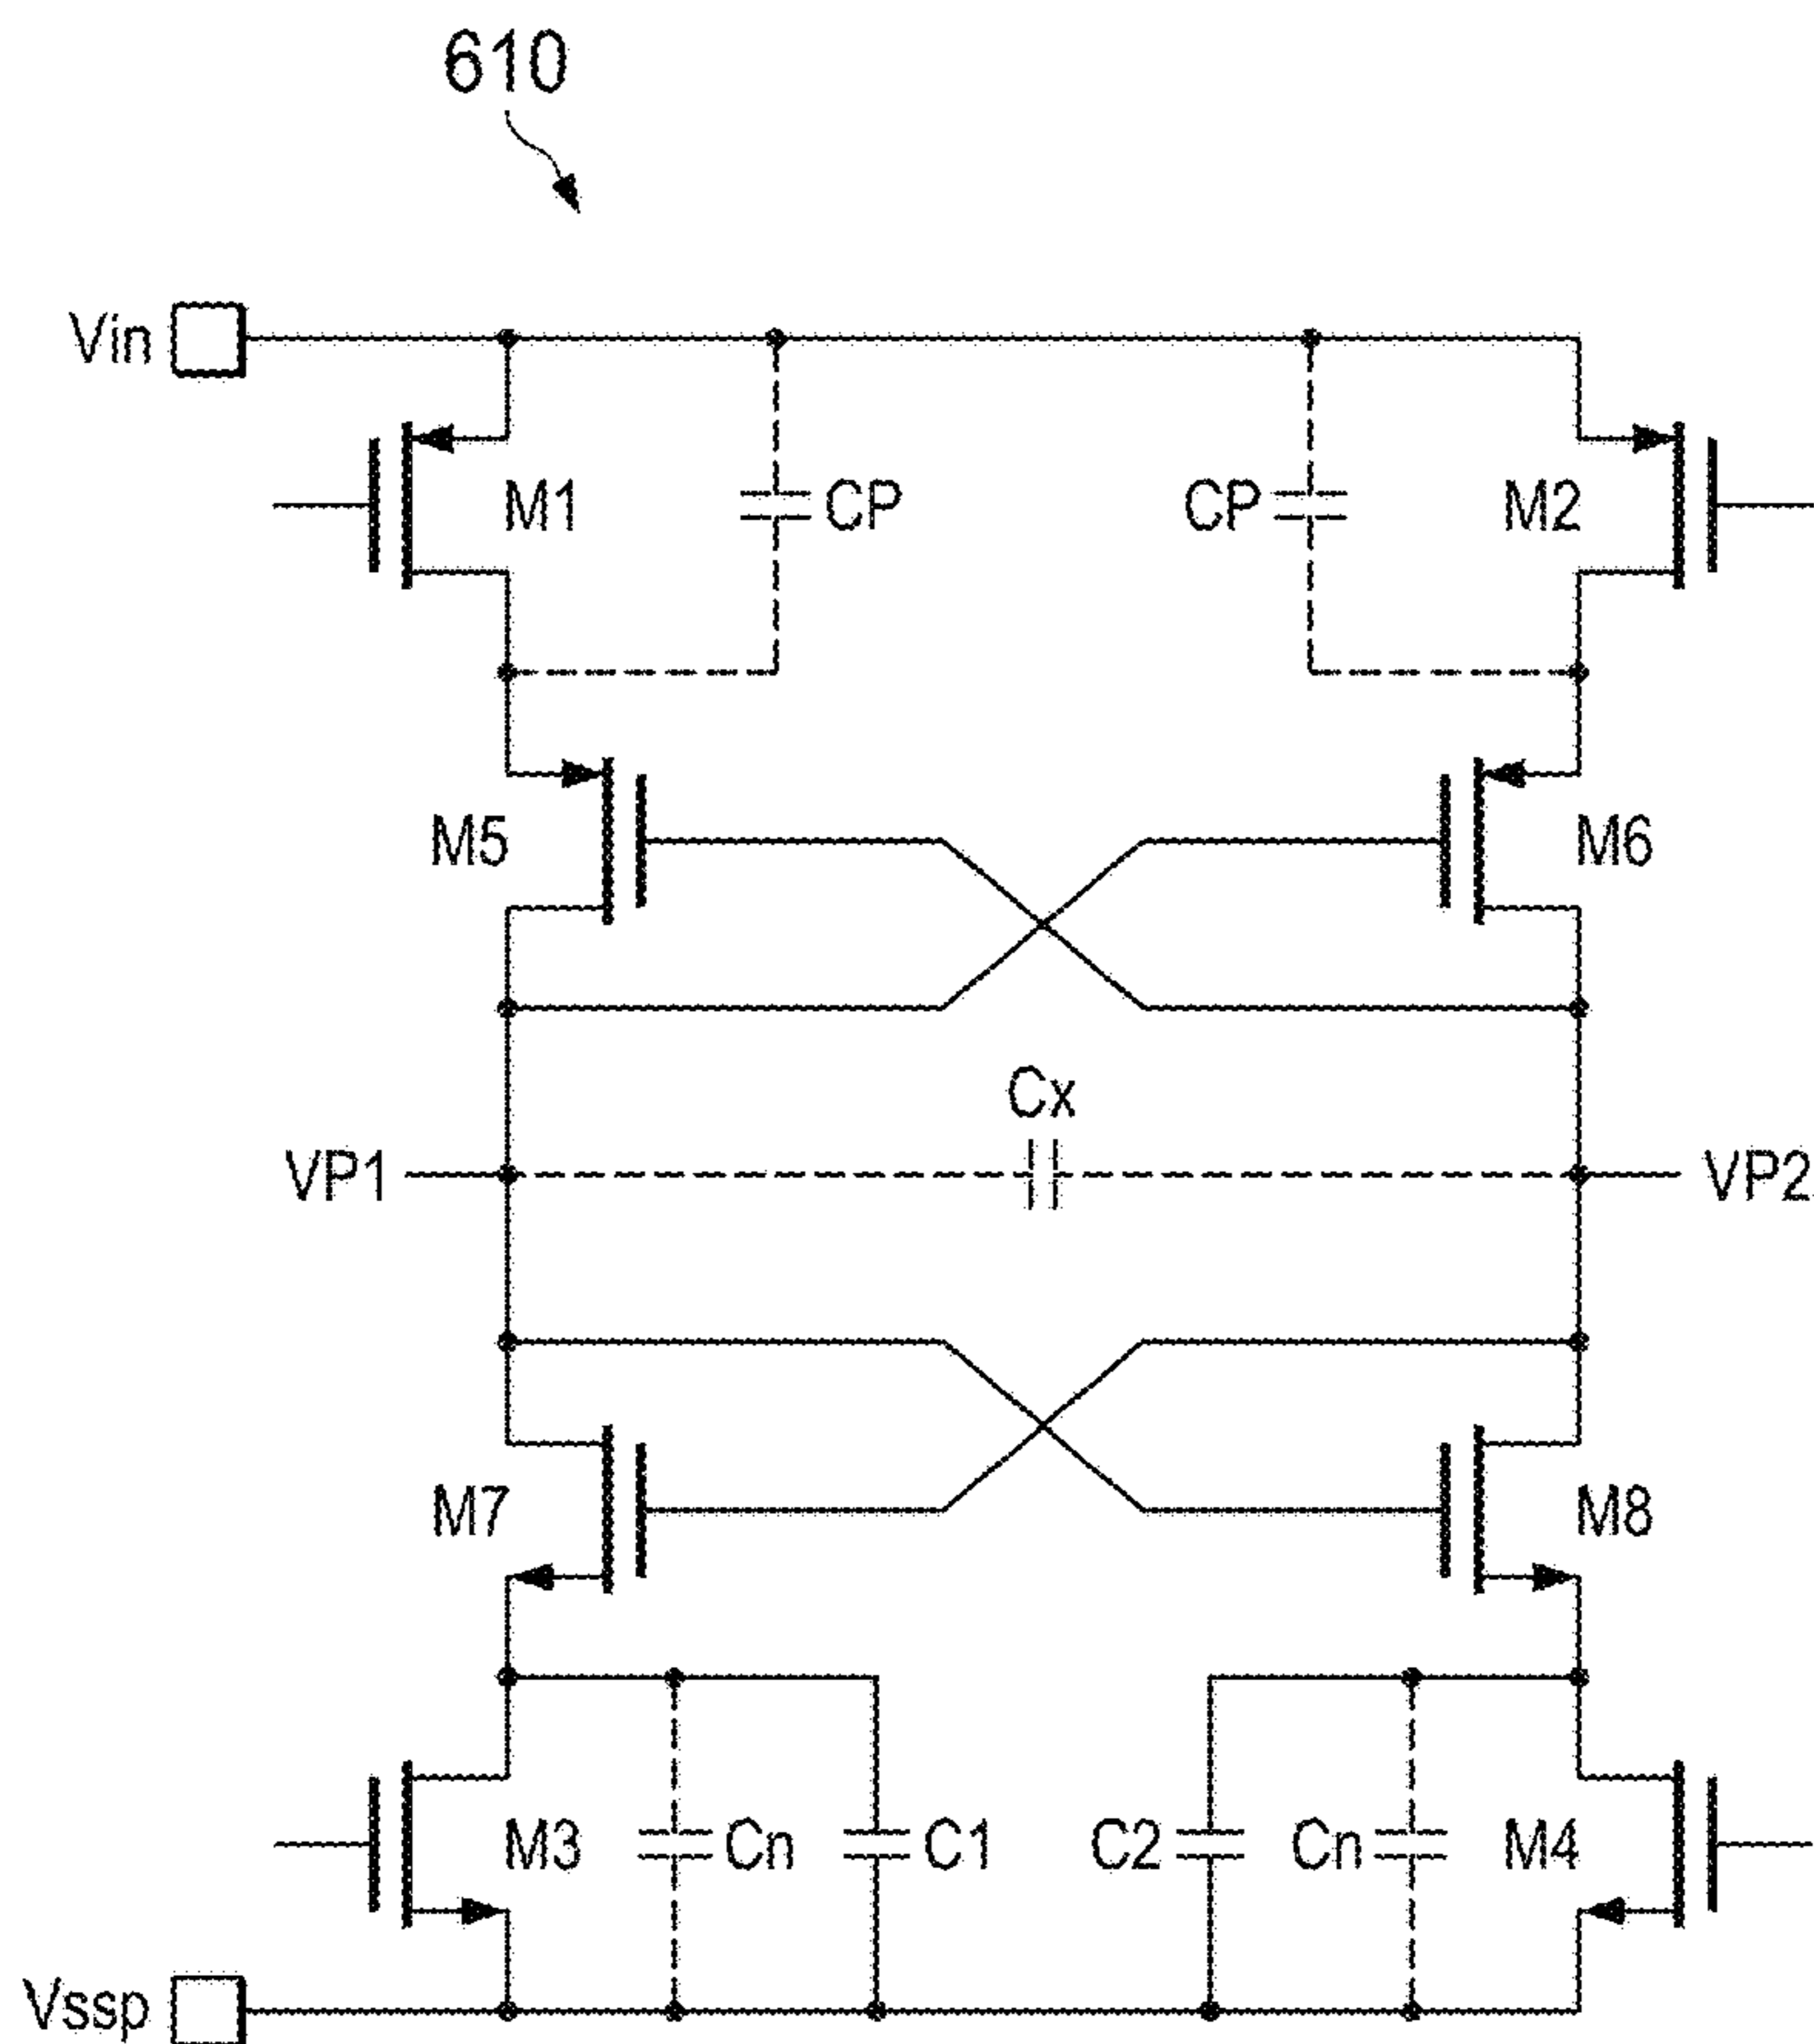 610
Vin
M1 CP CP M2
M5 M6
Cx
VP1 VP2
M7 M8
M3 Cn C1 C2 Cn M4
Vssp